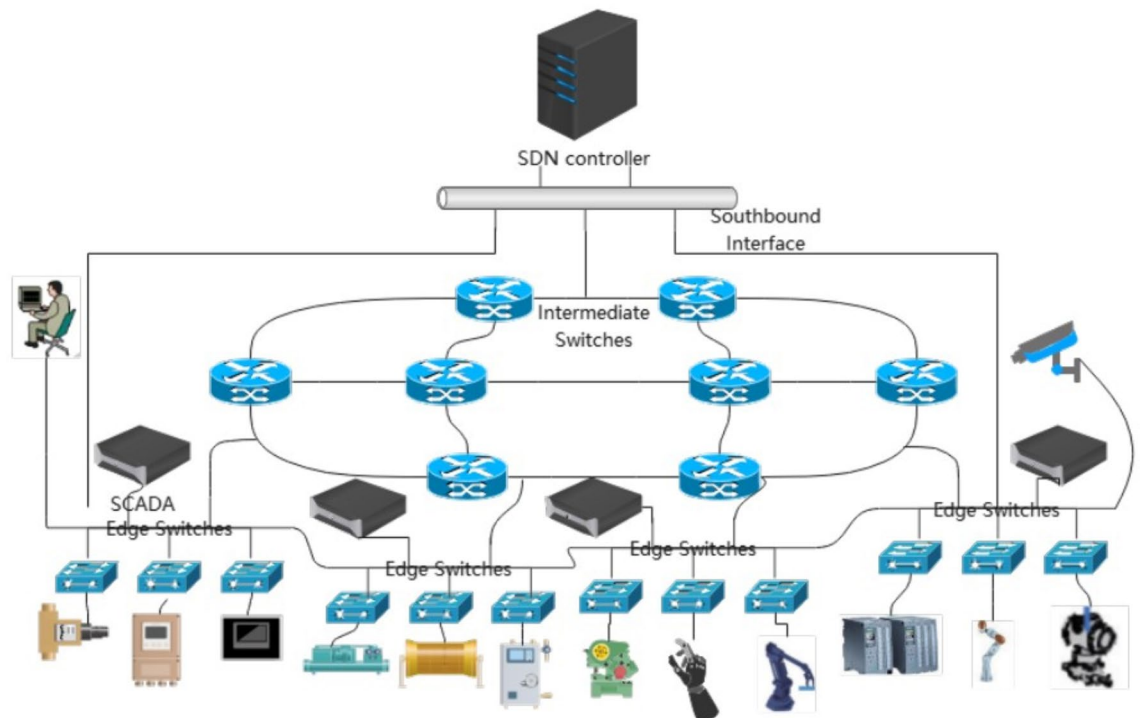 SDN controller
Southbound
Interface
Intermediate
Switches
SCADA
Edge Switches
Edge Switches
Edge Switches
Edge Switches